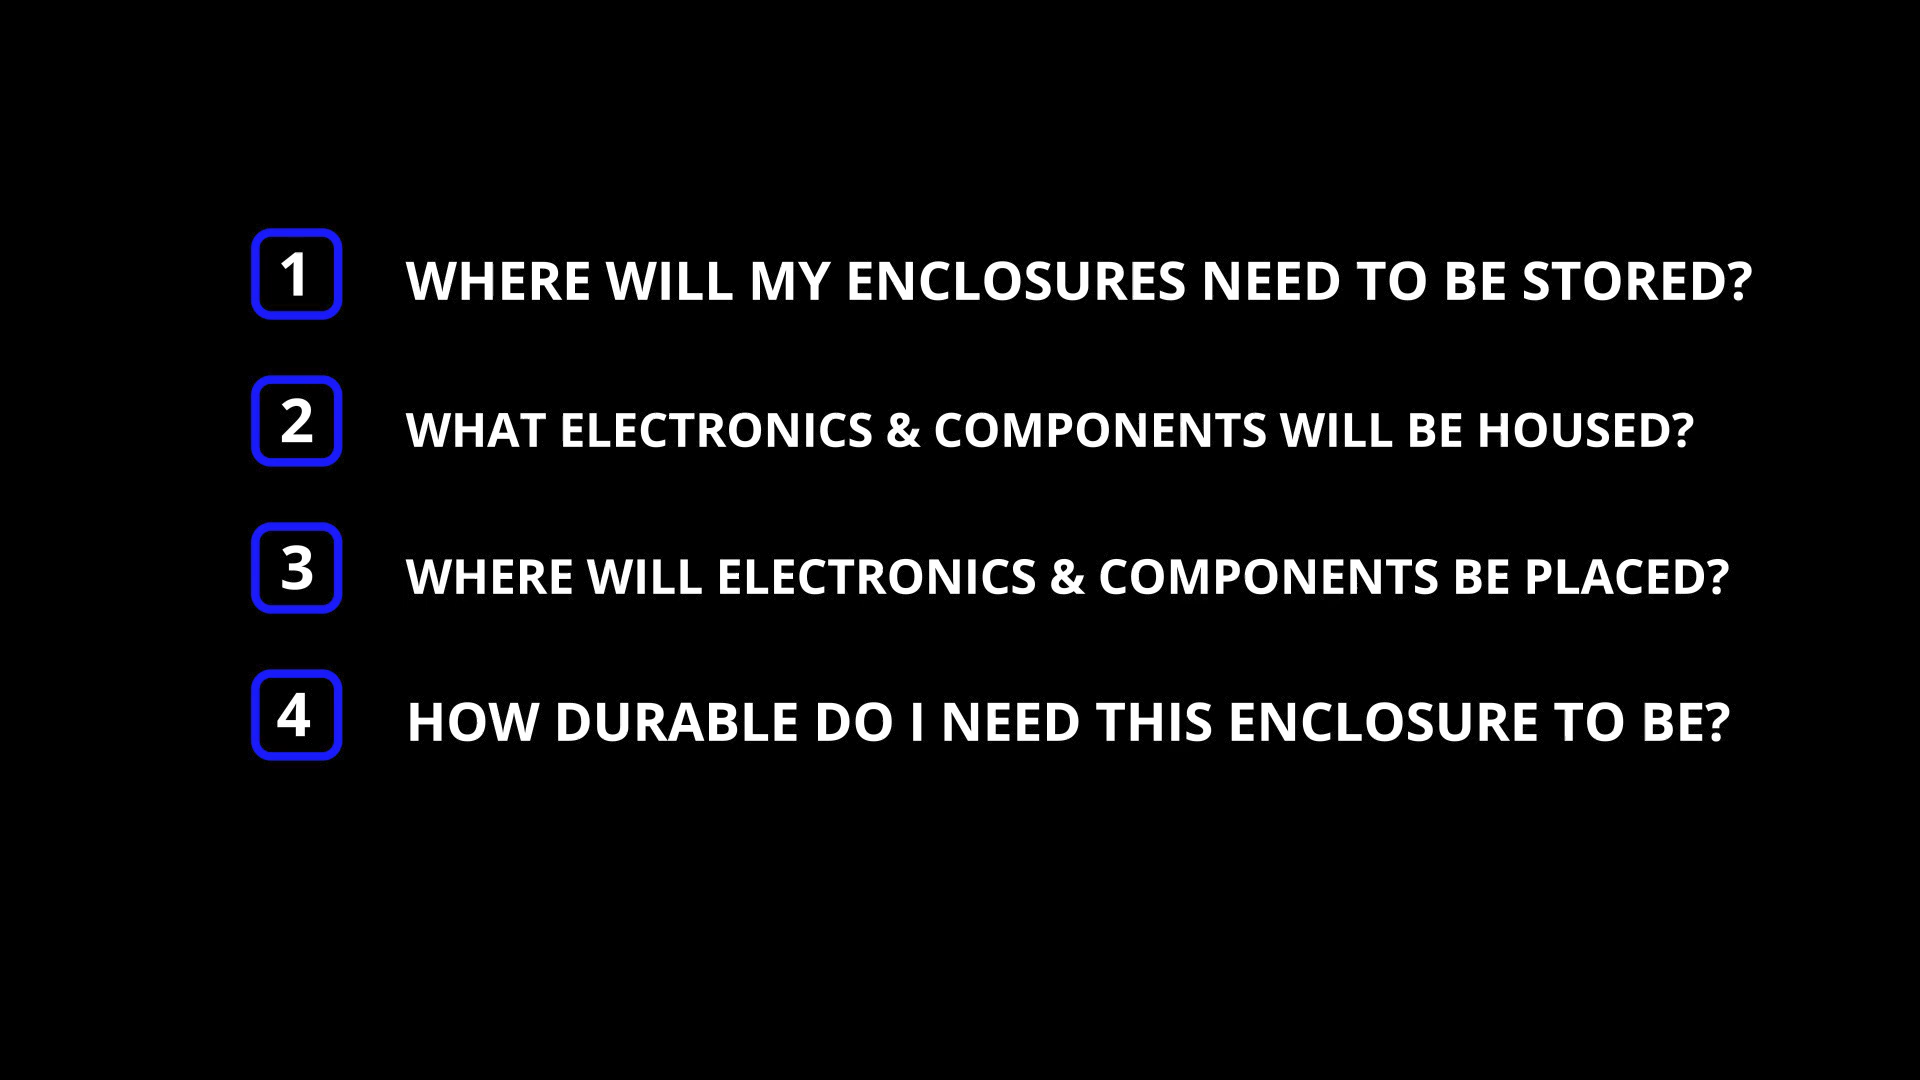 1 WHERE WILL MY ENCLOSURES NEED TO BE STORED?
2 WHAT ELECTRONICS & COMPONENTS WILL BE HOUSED?
3 WHERE WILL ELECTRONICS & COMPONENTS BE PLACED?
4 HOW DURABLE DO I NEED THIS ENCLOSURE TO BE?